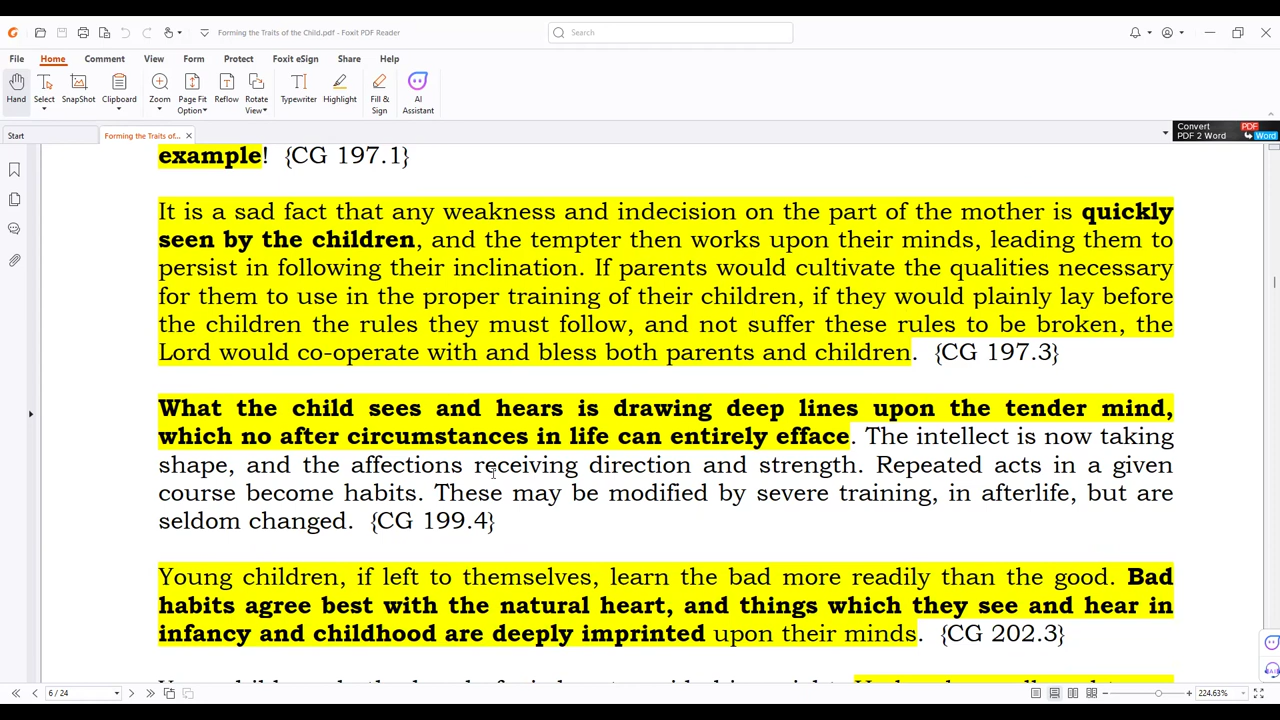 Forming the Traits of the Child.pdf - Foxit PDF Reader
Search
File Home Comment View Form Protect Foxit eSign Share Help
Hand Select SnapShot Clipboard Zoom Page Fit Option Reflow Rotate View Typewriter Highlight Fill & Sign AI Assistant
Start Forming the Traits of...
Convert PDF
PDF 2 Word Word
example! {CG 197.1}
It is a sad fact that any weakness and indecision on the part of the mother is quickly
seen by the children, and the tempter then works upon their minds, leading them to
persist in following their inclination. If parents would cultivate the qualities necessary
for them to use in the proper training of their children, if they would plainly lay before
the children the rules they must follow, and not suffer these rules to be broken, the
Lord would co-operate with and bless both parents and children. {CG 197.3}
What the child sees and hears is drawing deep lines upon the tender mind,
which no after circumstances in life can entirely efface. The intellect is now taking
shape, and the affections receiving direction and strength. Repeated acts in a given
course become habits. These may be modified by severe training, in afterlife, but are
seldom changed. {CG 199.4}
Young children, if left to themselves, learn the bad more readily than the good. Bad
habits agree best with the natural heart, and things which they see and hear in
infancy and childhood are deeply imprinted upon their minds. {CG 202.3}
6 / 24
224.63%